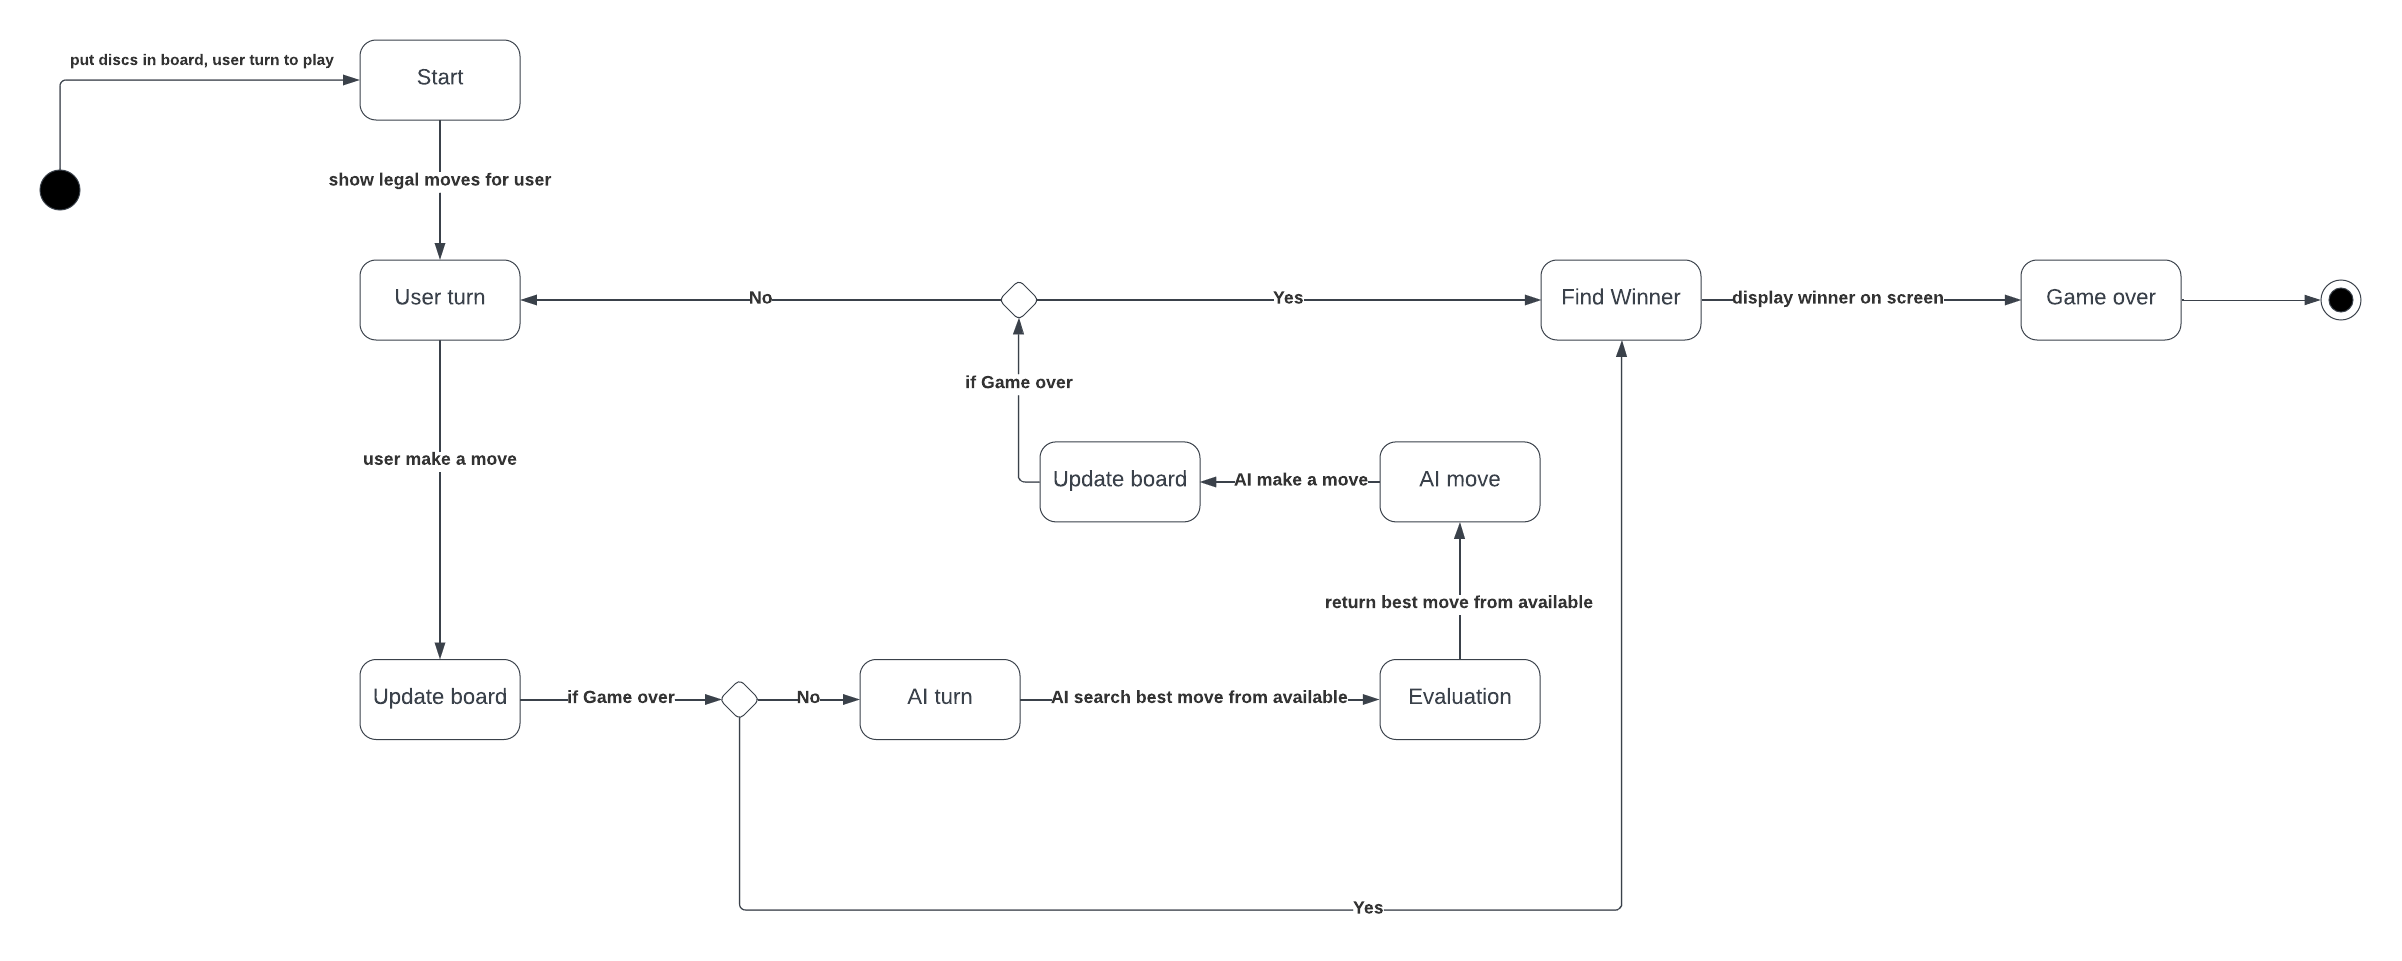 put discs in board, user turn to play
Start
show legal moves for user
User turn
No
Yes
Find Winner
display winner on screen
Game over
if Game over
user make a move
Update board
AI make a move
AI move
return best move from available
Update board
if Game over
No
AI turn
AI search best move from available
Evaluation
Yes